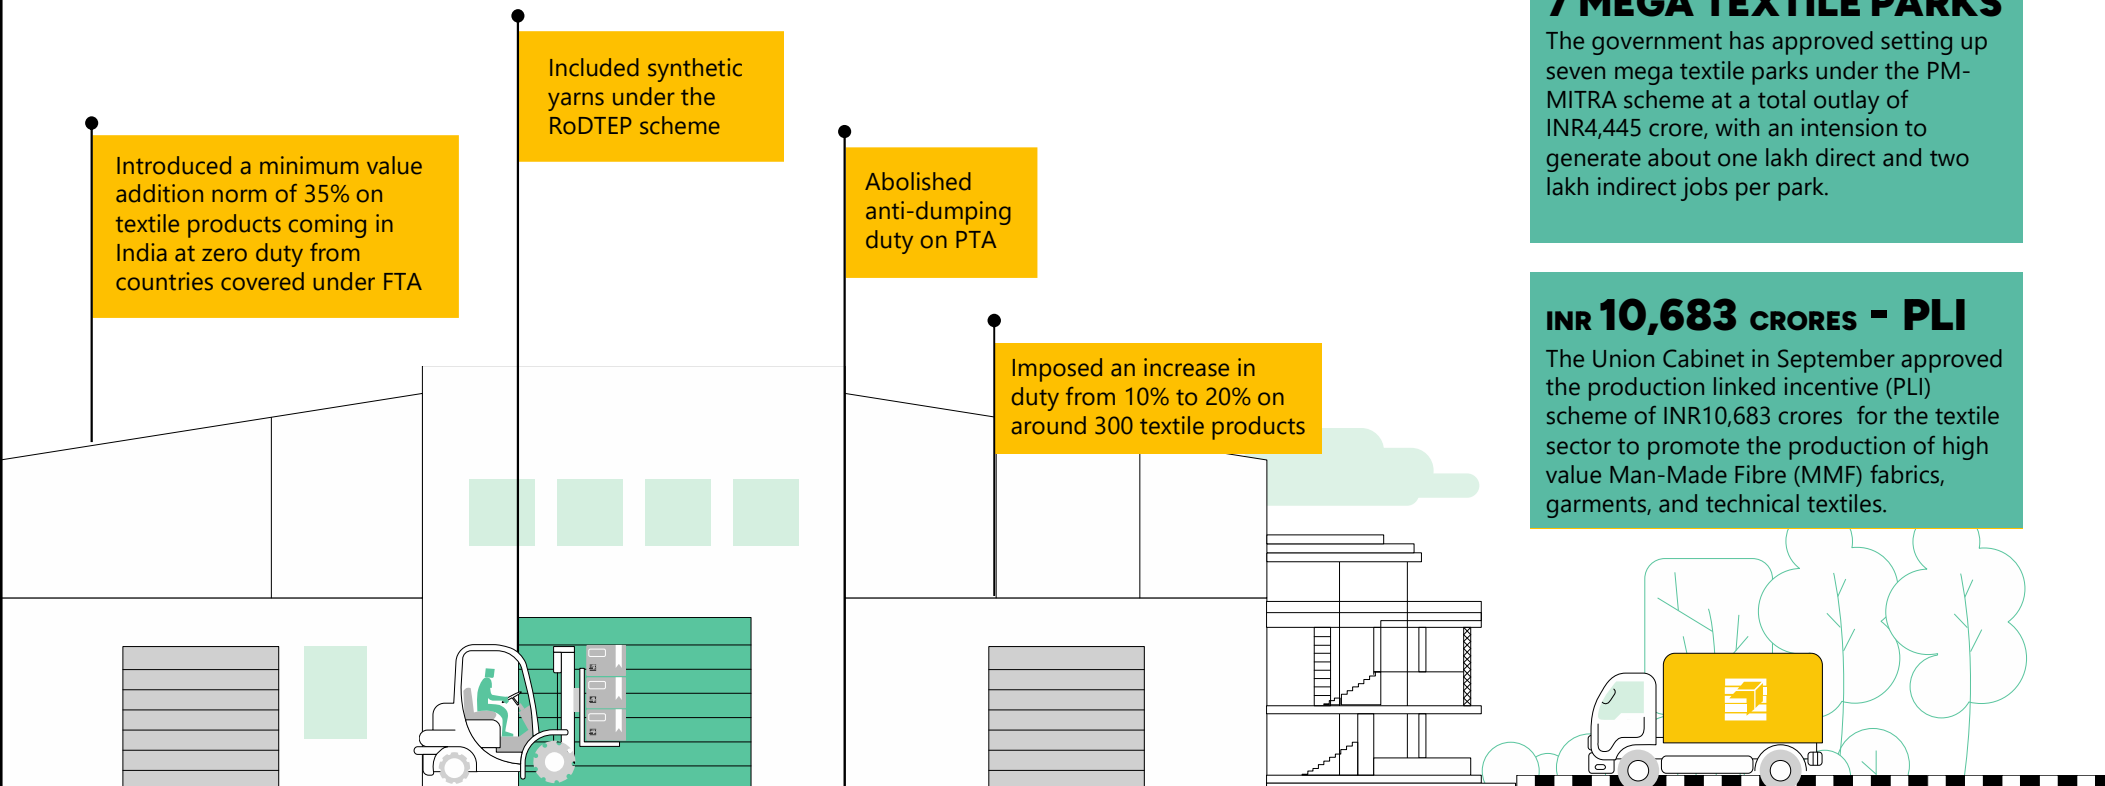 Included synthetic
yarns under the
RoDTEP scheme
Introduced a minimum value
addition norm of 35% on
textile products coming in
India at zero duty from
countries covered under FTA
Abolished
anti-dumping
duty on PTA
Imposed an increase in
duty from 10% to 20% on
around 300 textile products
7 MEGA TEXTILE PARKS
The government has approved setting up
seven mega textile parks under the PM-
MITRA scheme at a total outlay of
INR4,445 crore, with an intension to
generate about one lakh direct and two
lakh indirect jobs per park.
INR 10,683 CRORES - PLI
The Union Cabinet in September approved
the production linked incentive (PLI)
scheme of INR10,683 crores for the textile
sector to promote the production of high
value Man-Made Fibre (MMF) fabrics,
garments, and technical textiles.